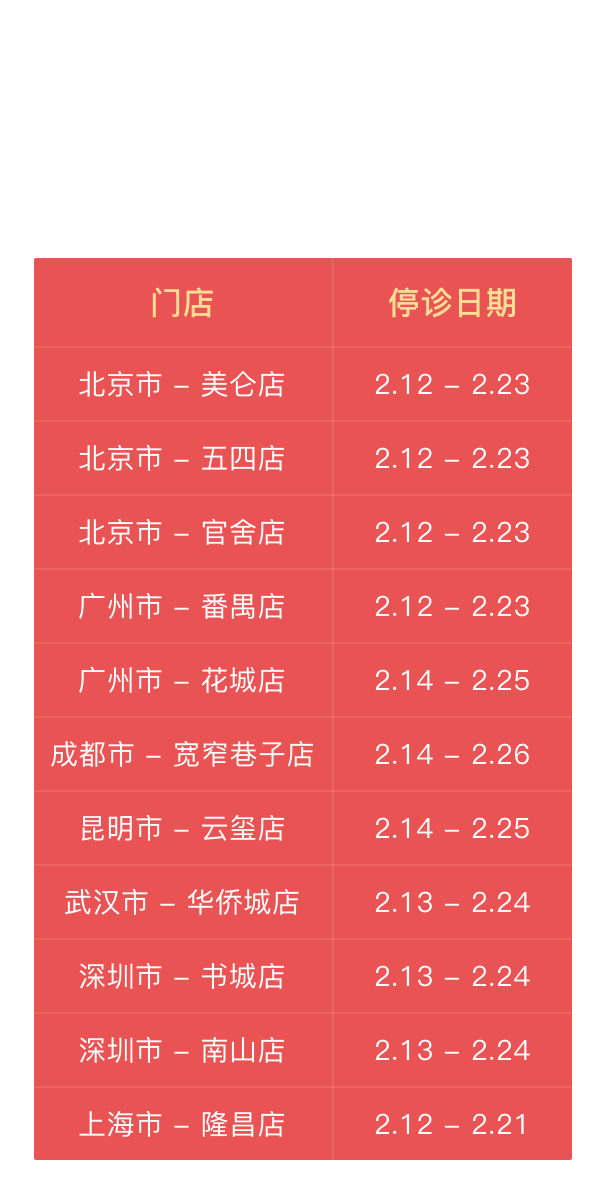 门店 停诊日期
北京市 – 美仑店 2.12 – 2.23
北京市 – 五四店 2.12 – 2.23
北京市 – 官舍店 2.12 – 2.23
广州市 – 番禺店 2.12 – 2.23
广州市 – 花城店 2.14 – 2.25
成都市 – 宽窄巷子店 2.14 – 2.26
昆明市 – 云玺店 2.14 – 2.25
武汉市 – 华侨城店 2.13 – 2.24
深圳市 – 书城店 2.13 – 2.24
深圳市 – 南山店 2.13 – 2.24
上海市 – 隆昌店 2.12 – 2.21